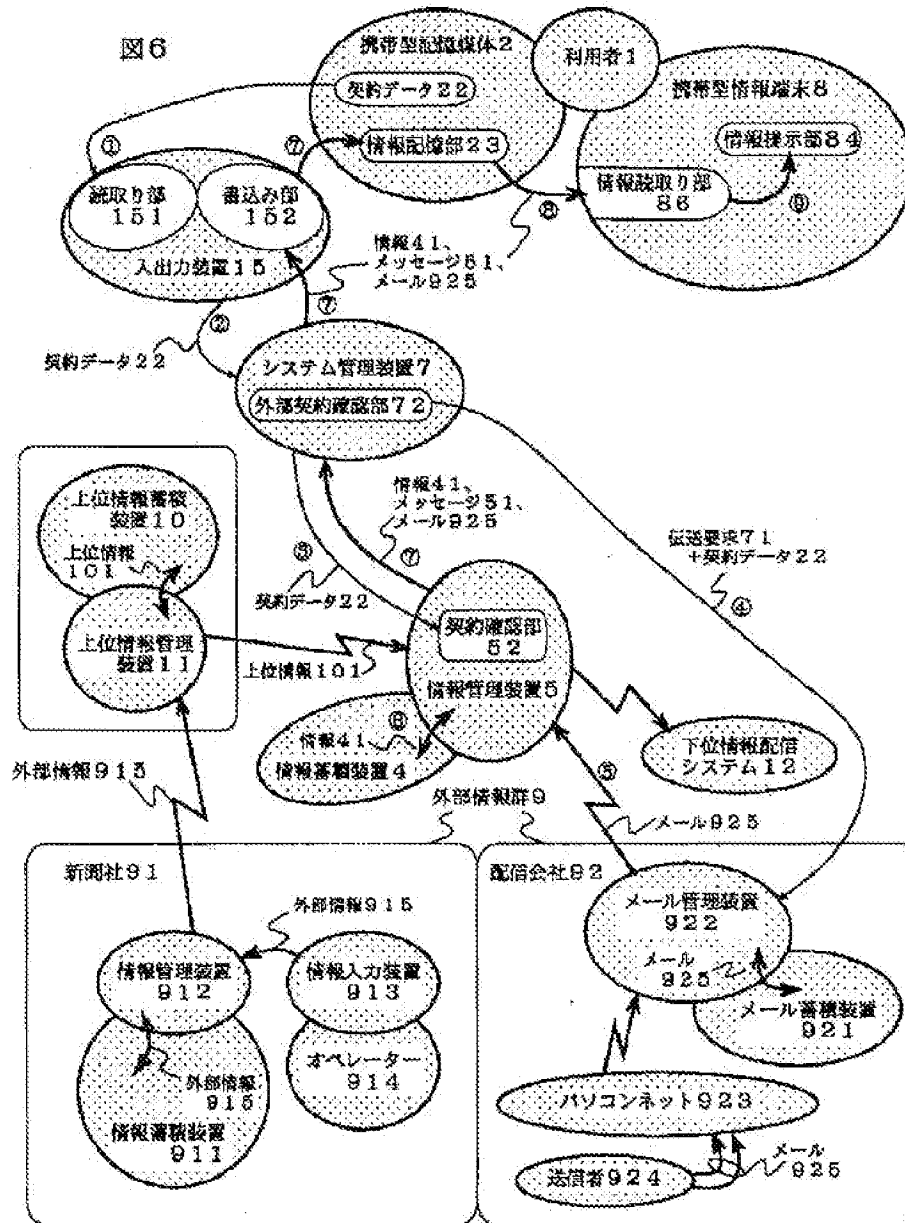 図6
携帯型記憶媒体2
利用者1
契約データ22
携帯型情報端末8
①
⑦
情報記憶部23
情報提示部84
読取り部
151
書込み部
152
情報読取り部
86
⑧
⑨
入出力装置15
情報41、
メッセージ51、
メール925
②
⑦
契約データ22
システム管理装置7
外部契約確認部72
上位情報蓄積
装置10
情報41、
メッセージ51、
メール925
上位情報
101
③
⑦
伝送要求71
+契約データ22
契約データ22
④
上位情報管理
装置11
契約確認部
52
上位情報101
情報管理装置5
⑥
情報41
情報蓄積装置4
下位情報配信
システム12
外部情報915
⑤
外部情報群9
メール925
新聞社91
配信会社92
外部情報915
メール管理装置
922
情報管理装置
912
情報入力装置
913
メール
925
メール蓄積装置
921
オペレーター
914
外部情報
915
情報蓄積装置
911
パソコンネット923
送信者924
メール
925